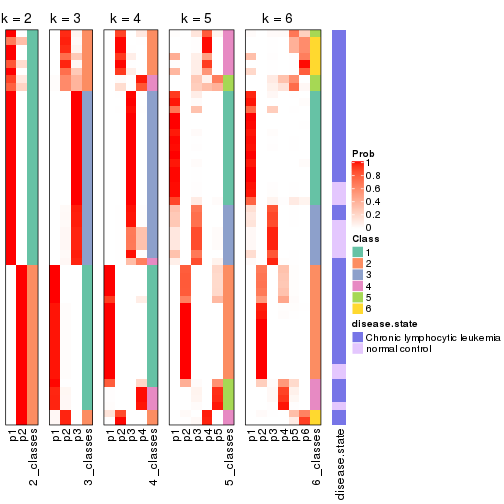 k = 2 k = 3 k = 4 k = 5 k = 6
Prob
1
0.8
0.6
0.4
0.2
0
Class
1
2
3
4
5
6
disease.state
Chronic lymphocytic leukemia
normal control
p1 p2 2_classes p1 p2 p3 3_classes p1 p2 p3 p4 4_classes p1 p2 p3 p4 p5 5_classes p1 p2 p3 p4 p5 p6 6_classes disease.state